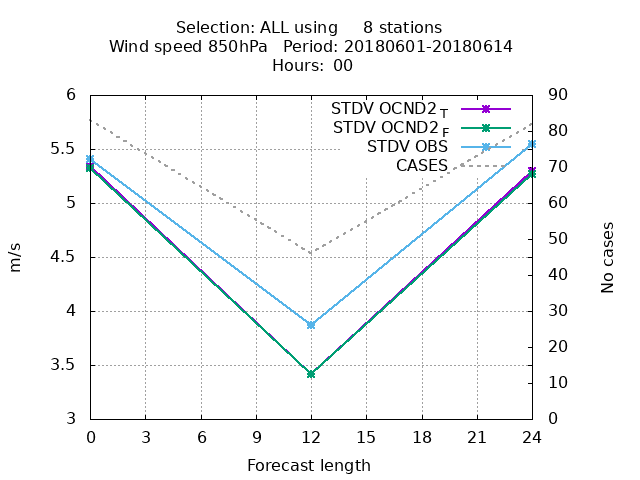 Selection: ALL using     8 stations
Wind speed 850hPa   Period: 20180601-20180614
Hours: 00
6
5.5
5
4.5
4
3.5
3
m/s
STDV OCND2_T
STDV OCND2_F
STDV OBS
CASES
90
80
70
60
50
40
30
20
10
0
No cases
0 3 6 9 12 15 18 21 24
Forecast length